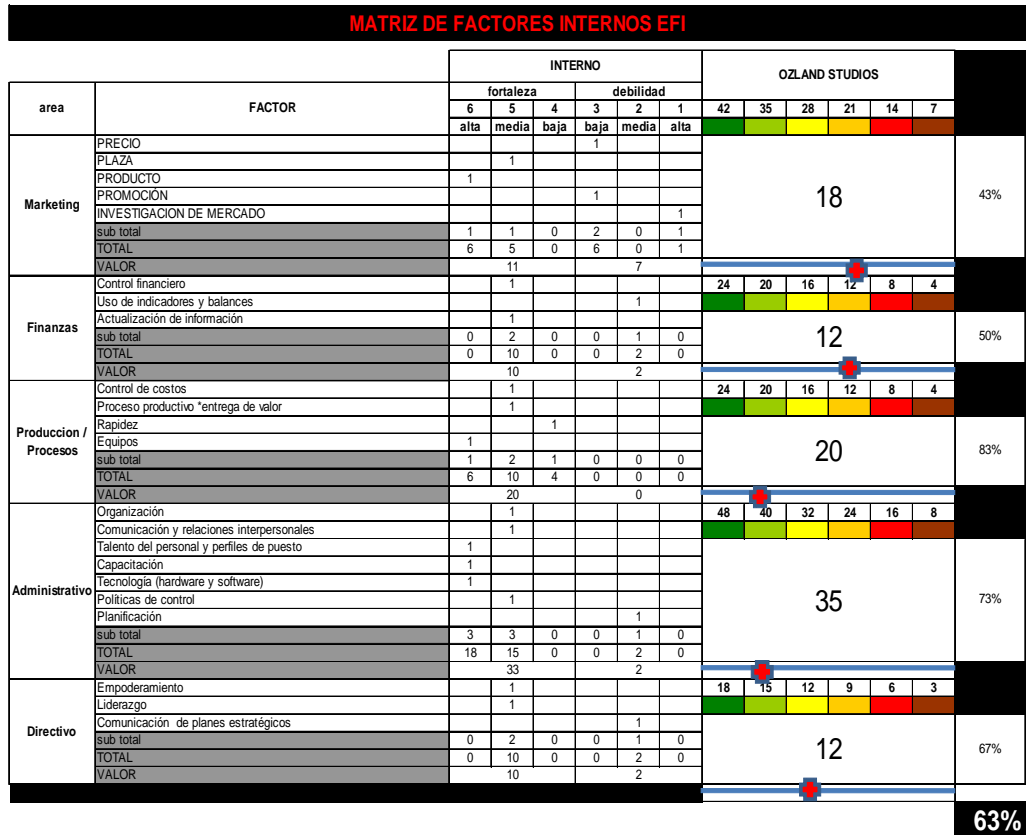 MATRIZ DE FACTORES INTERNOS EFI
INTERNO OZLAND STUDIOS
fortaleza debilidad
area FACTOR 6 5 4 3 2 1 42 35 28 21 14 7
alta media baja baja media alta
Marketing
PRECIO 1
PLAZA 1
PRODUCTO 1
PROMOCIÓN 1
INVESTIGACION DE MERCADO 1
sub total 1 1 0 2 0 1
TOTAL 6 5 0 6 0 1
VALOR 11 7
18 43%
Finanzas
Control financiero 1 24 20 16 12 8 4
Uso de indicadores y balances 1
Actualización de información 1
sub total 0 2 0 0 1 0
TOTAL 0 10 0 0 2 0
VALOR 10 2
12 50%
Produccion / Procesos
Control de costos 1 24 20 16 12 8 4
Proceso productivo *entrega de valor 1
Rapidez 1
Equipos 1
sub total 1 2 1 0 0 0
TOTAL 6 10 4 0 0 0
VALOR 20 0
20 83%
Administrativo
Organización 1 48 40 32 24 16 8
Comunicación y relaciones interpersonales 1
Talento del personal y perfiles de puesto 1
Capacitación 1
Tecnología (hardware y software) 1
Políticas de control 1
Planificación 1
sub total 3 3 0 0 1 0
TOTAL 18 15 0 0 2 0
VALOR 33 2
35 73%
Directivo
Empoderamiento 1 18 15 12 9 6 3
Liderazgo 1
Comunicación de planes estratégicos 1
sub total 0 2 0 0 1 0
TOTAL 0 10 0 0 2 0
VALOR 10 2
12 67%
63%